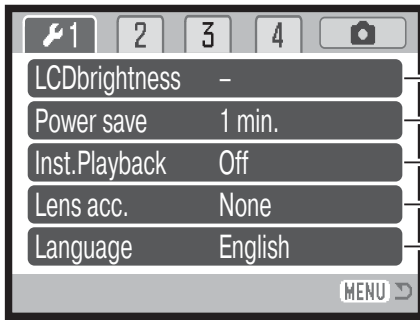 1 2 3 4
LCDbrightness –
Power save 1 min.
Inst.Playback Off
Lens acc. None
Language English
MENU